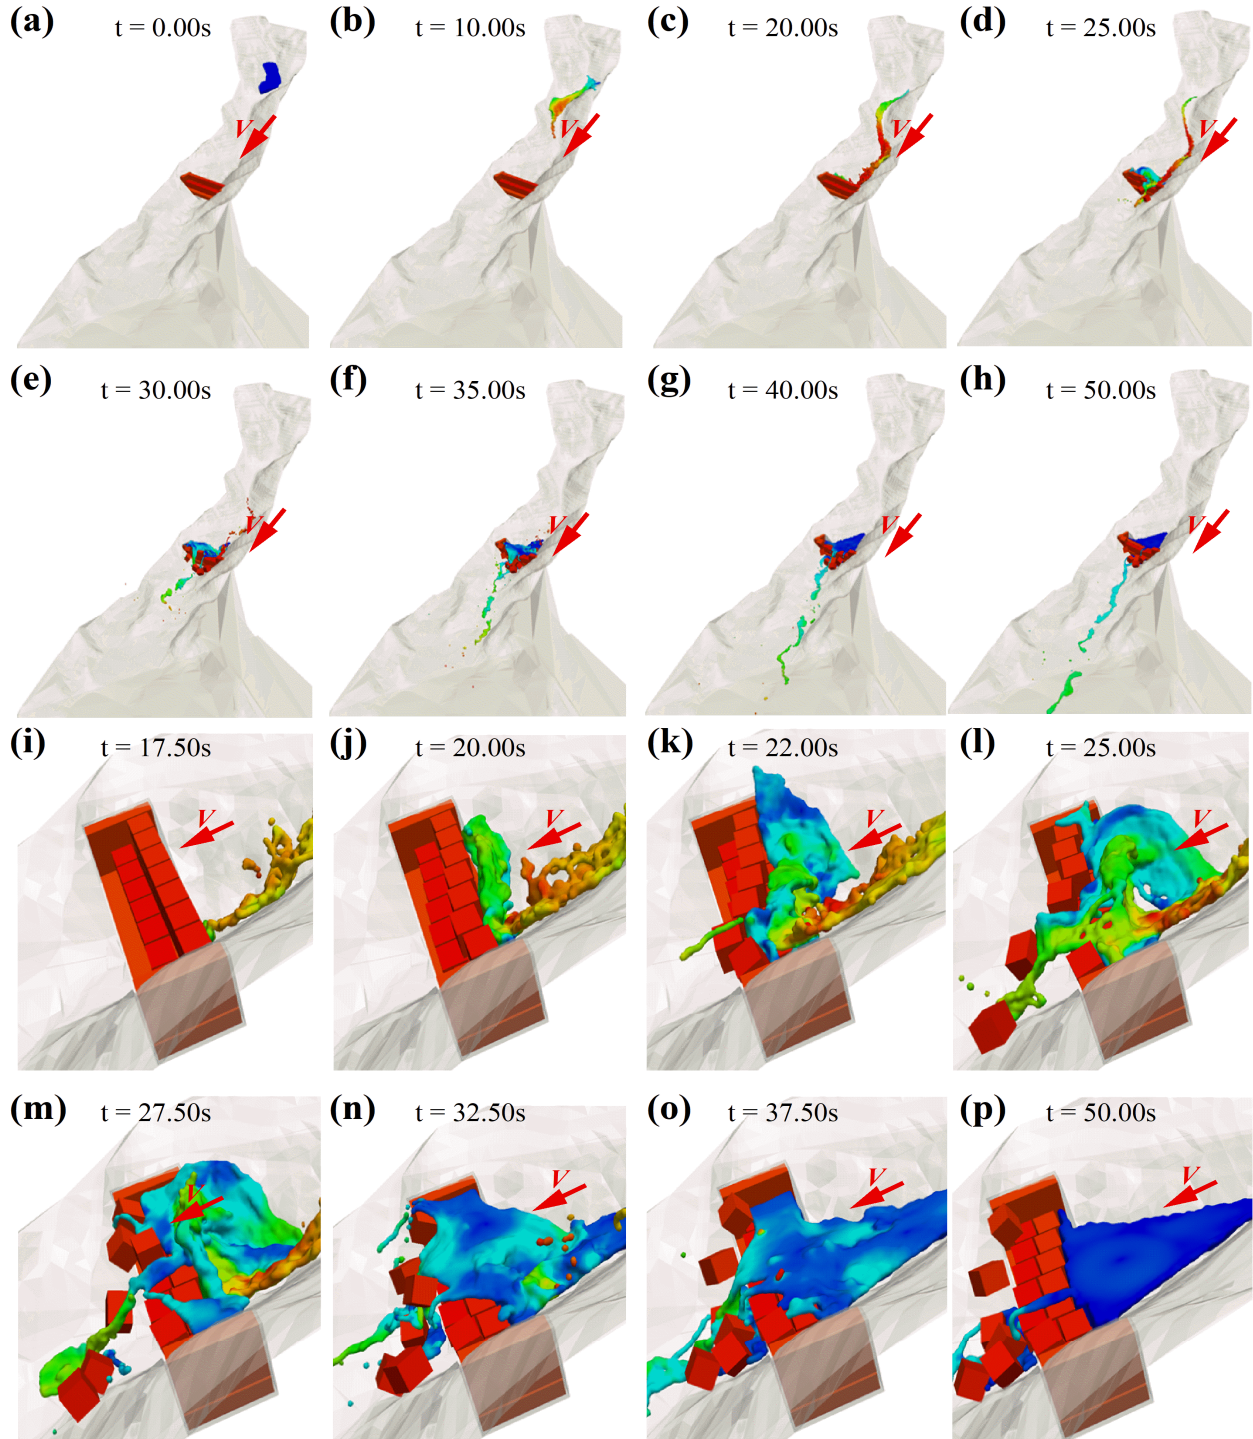 (a) t = 0.00s
V
(b) t = 10.00s
V
(c) t = 20.00s
V
(d) t = 25.00s
V
(e) t = 30.00s
V
(f) t = 35.00s
V
(g) t = 40.00s
V
(h) t = 50.00s
V
(i) t = 17.50s
V
(j) t = 20.00s
V
(k) t = 22.00s
V
(l) t = 25.00s
V
(m) t = 27.50s
V
(n) t = 32.50s
V
(o) t = 37.50s
V
(p) t = 50.00s
V